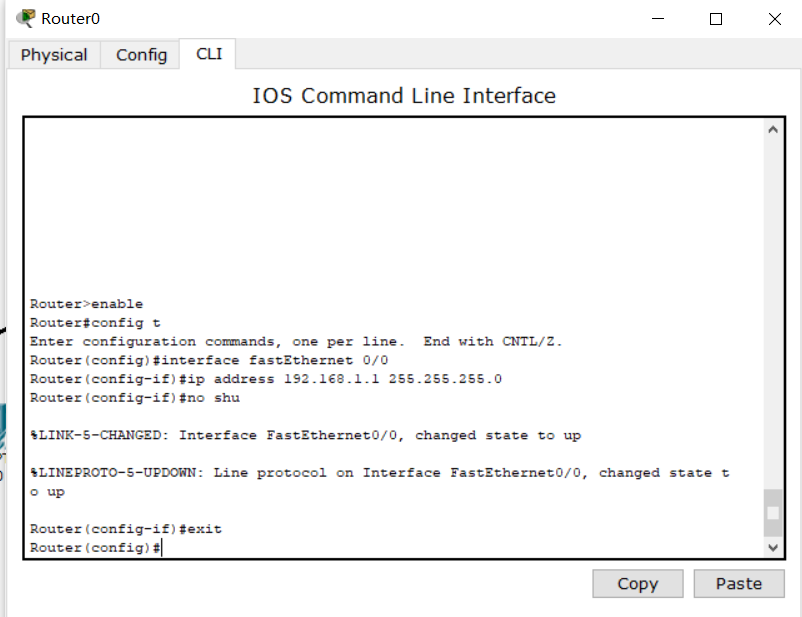 Router0
Physical Config CLI
IOS Command Line Interface
Router>enable
Router#config t
Enter configuration commands, one per line.  End with CNTL/Z.
Router(config)#interface fastEthernet 0/0
Router(config-if)#ip address 192.168.1.1 255.255.255.0
Router(config-if)#no shu
%LINK-5-CHANGED: Interface FastEthernet0/0, changed state to up
%LINEPROTO-5-UPDOWN: Line protocol on Interface FastEthernet0/0, changed state t
o up
Router(config-if)#exit
Router(config)#
Copy Paste